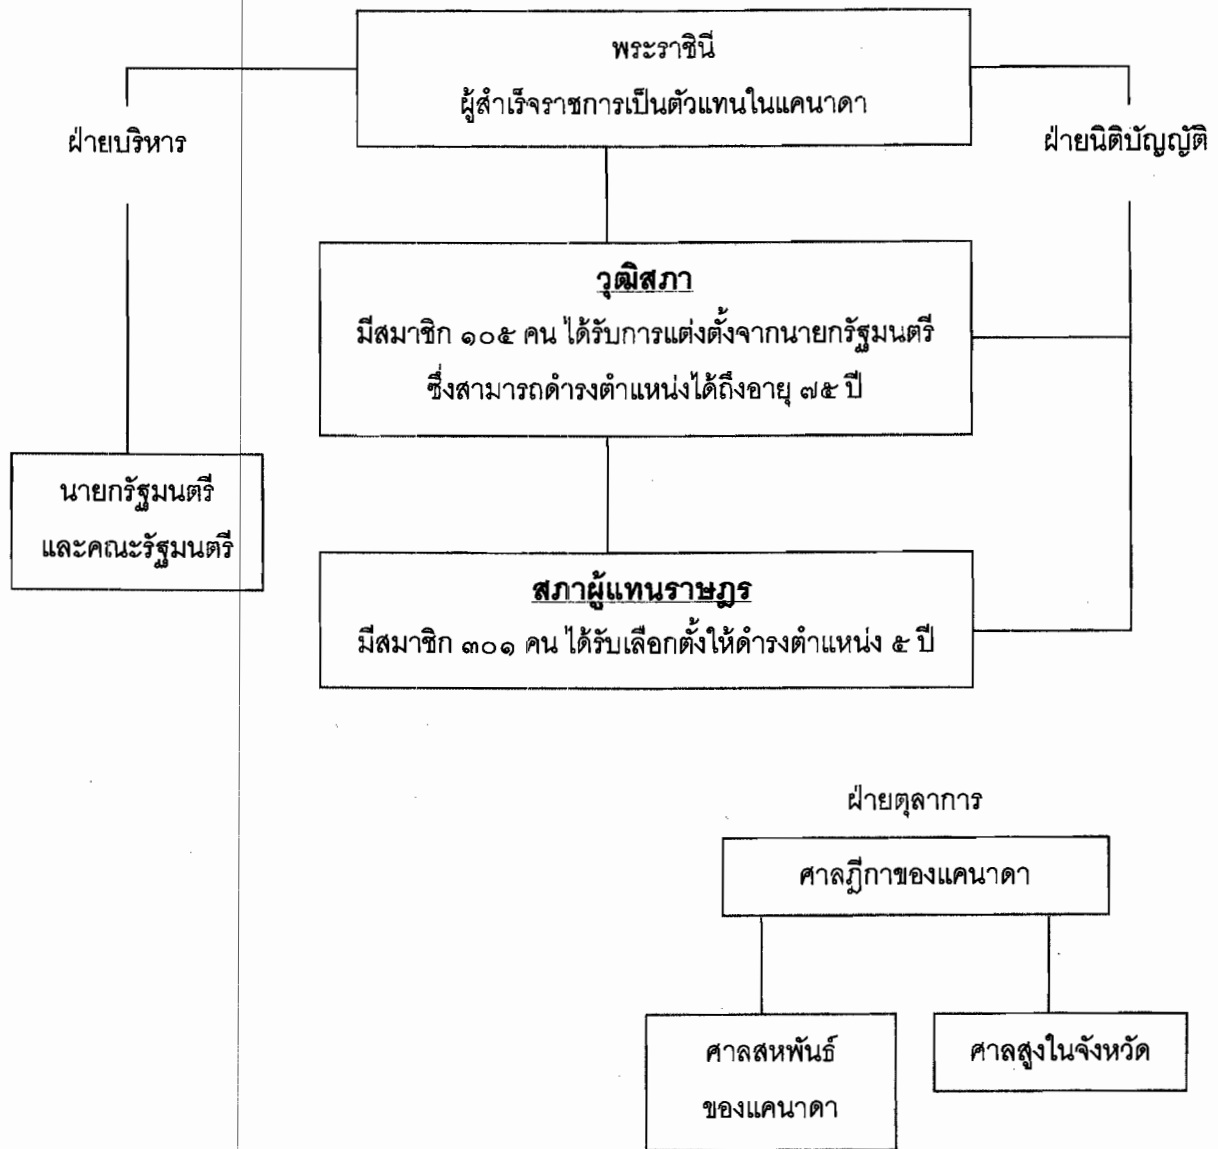 พระราชินี
ผู้สำเร็จราชการเป็นตัวแทนในแคนาดา
ฝ่ายบริหาร
ฝ่ายนิติบัญญัติ
วุฒิสภา
มีสมาชิก ๑๐๕ คน ได้รับการแต่งตั้งจากนายกรัฐมนตรี
ซึ่งสามารถดำรงตำแหน่งได้ถึงอายุ ๗๕ ปี
นายกรัฐมนตรี
และคณะรัฐมนตรี
สภาผู้แทนราษฎร
มีสมาชิก ๓๐๑ คน ได้รับเลือกตั้งให้ดำรงตำแหน่ง ๕ ปี
ฝ่ายตุลาการ
ศาลฎีกาของแคนาดา
ศาลสหพันธ์
ของแคนาดา
ศาลสูงในจังหวัด